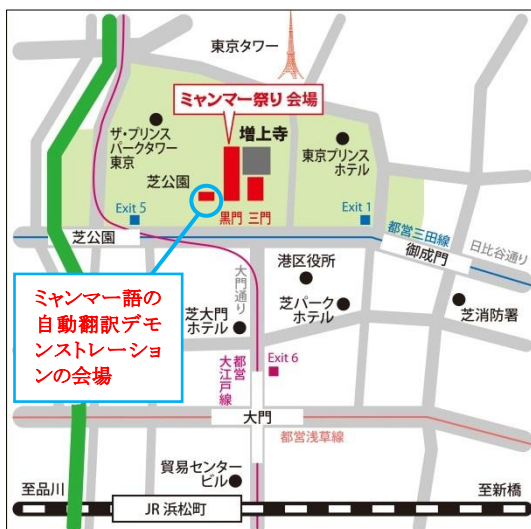 東京タワー
ミャンマー祭り 会場
ザ・プリンス
パークタワー
東京
増上寺
東京プリンス
ホテル
芝公園
Exit 5
黒門
三門
Exit 1
芝公園
都営三田線
御成門
日比谷通り
ミャンマー語の
自動翻訳デモ
ンストレーショ
ンの会場
大門通り
港区役所
芝パーク
ホテル
芝大門
ホテル
芝消防署
都営
大江戸線
Exit 6
大門
都営浅草線
貿易センター
ビル
至品川
至新橋
JR 浜松町